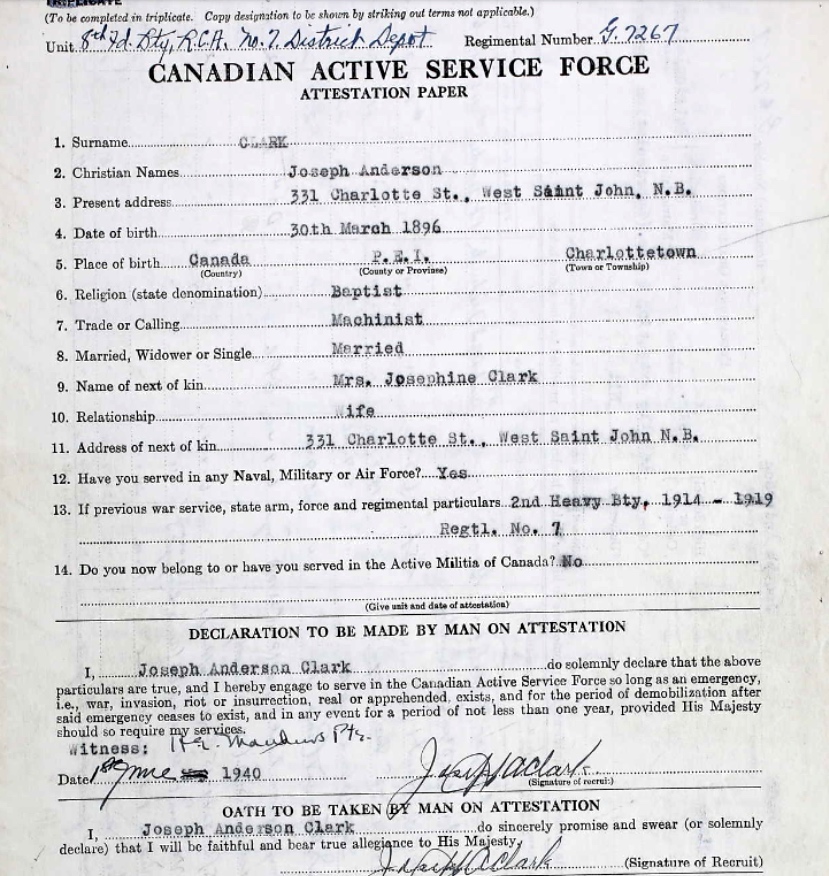 TRIPLICATE
(To be completed in triplicate. Copy designation to be shown by striking out terms not applicable.)
Unit 8th Fd. Bty, R.C.A. No. 7 District Depot Regimental Number G.7267
CANADIAN ACTIVE SERVICE FORCE
ATTESTATION PAPER
1. Surname CLARK
2. Christian Names Joseph Anderson
3. Present address 331 Charlotte St., West Saint John, N.B.
4. Date of birth 30th March 1896
5. Place of birth Canada P.E.I. Charlottetown
(Country) (County or Province) (Town or Township)
6. Religion (state denomination) Baptist
7. Trade or Calling Machinist
8. Married, Widower or Single Married
9. Name of next of kin Mrs. Josephine Clark
10. Relationship Wife
11. Address of next of kin 331 Charlotte St., West Saint John N.B.
12. Have you served in any Naval, Military or Air Force? Yes
13. If previous war service, state arm, force and regimental particulars 2nd Heavy Bty, 1914 - 1919
Regtl. No. 7
14. Do you now belong to or have you served in the Active Militia of Canada? No
(Give unit and date of attestation)
DECLARATION TO BE MADE BY MAN ON ATTESTATION
I, Joseph Anderson Clark do solemnly declare that the above
particulars are true, and I hereby engage to serve in the Canadian Active Service Force so long as an emergency,
i.e., war, invasion, riot or insurrection, real or apprehended, exists, and for the period of demobilization after
said emergency ceases to exist, and in any event for a period of not less than one year, provided His Majesty
should so require my services.
Witness: Pte.
Date 1st June 1940 Joseph A Clark
(Signature of recruit)
OATH TO BE TAKEN BY MAN ON ATTESTATION
I, Joseph Anderson Clark do sincerely promise and swear (or solemnly
declare) that I will be faithful and bear true allegiance to His Majesty.
Joseph A Clark (Signature of Recruit)